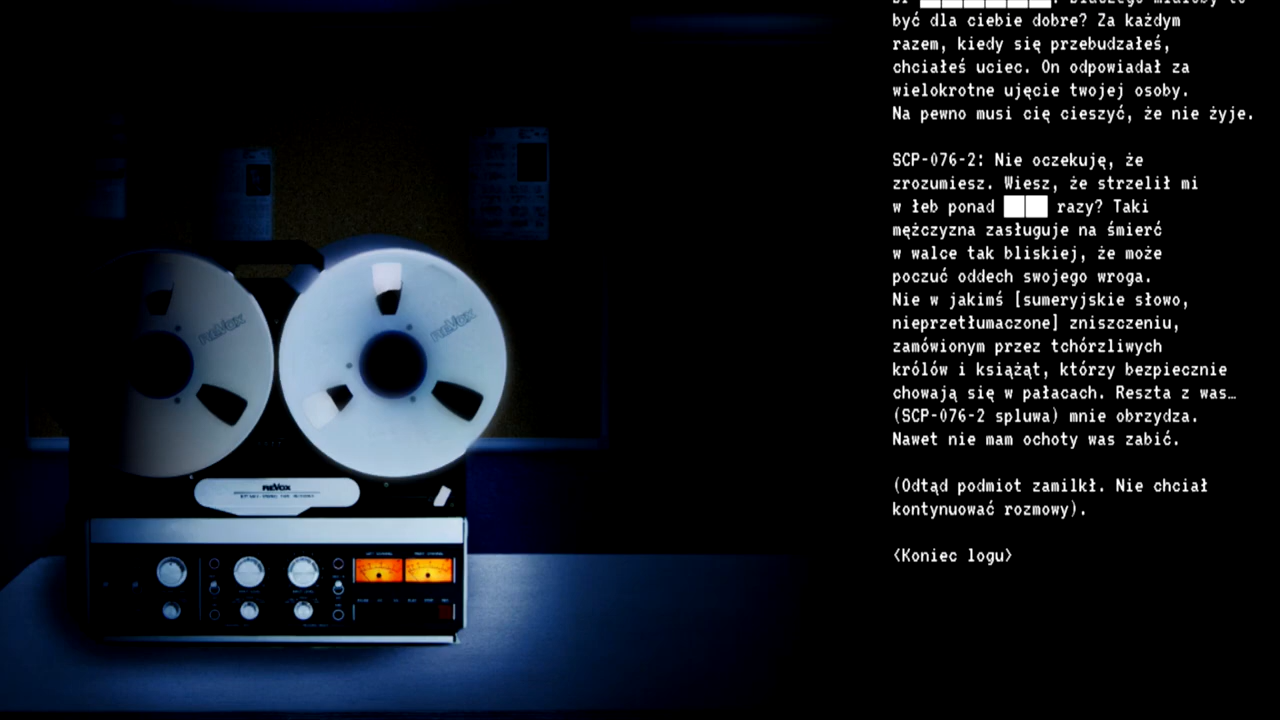 być dla ciebie dobre? Za każdym
razem, kiedy się przebudzałeś,
chciałeś uciec. On odpowiadał za
wielokrotne ujęcie twojej osoby.
Na pewno musi cię cieszyć, że nie żyje.
SCP-076-2: Nie oczekuję, że
zrozumiesz. Wiesz, że strzelił mi
w łeb ponad ██ razy? Taki
mężczyzna zasługuje na śmierć
w walce tak bliskiej, że może
poczuć oddech swojego wroga.
Nie w jakimś [sumeryjskie słowo,
nieprzetłumaczone] zniszczeniu,
zamówionym przez tchórzliwych
królów i książąt, którzy bezpiecznie
chowają się w pałacach. Reszta z was…
(SCP-076-2 spluwa) mnie obrzydza.
Nawet nie mam ochoty was zabić.
(Odtąd podmiot zamilkł. Nie chciał
kontynuować rozmowy).
<Koniec logu>
REVOX
REVOX
REVOX